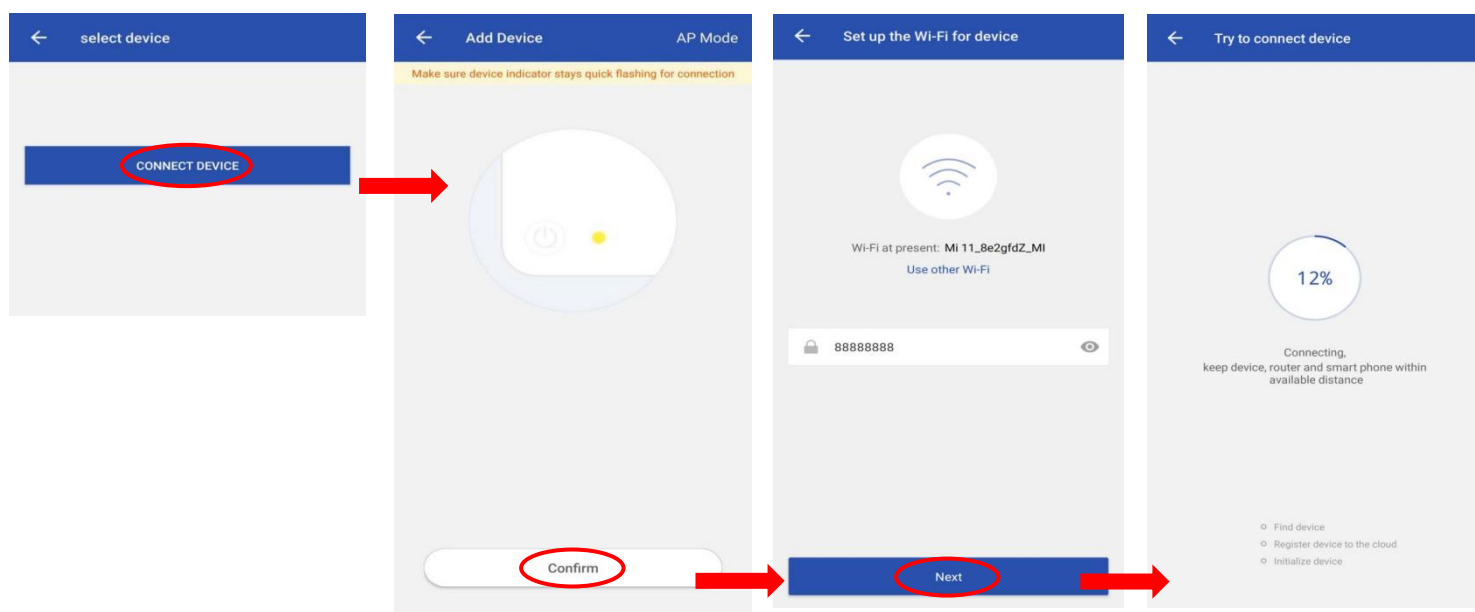 select device
CONNECT DEVICE
Add Device
AP Mode
Make sure device indicator stays quick flashing for connection
Confirm
Set up the Wi-Fi for device
Wi-Fi at present: Mi 11_8e2gfdZ_MI
Use other Wi-Fi
88888888
Next
Try to connect device
12%
Connecting,
keep device, router and smart phone within
available distance
Find device
Register device to the cloud
Initialize device